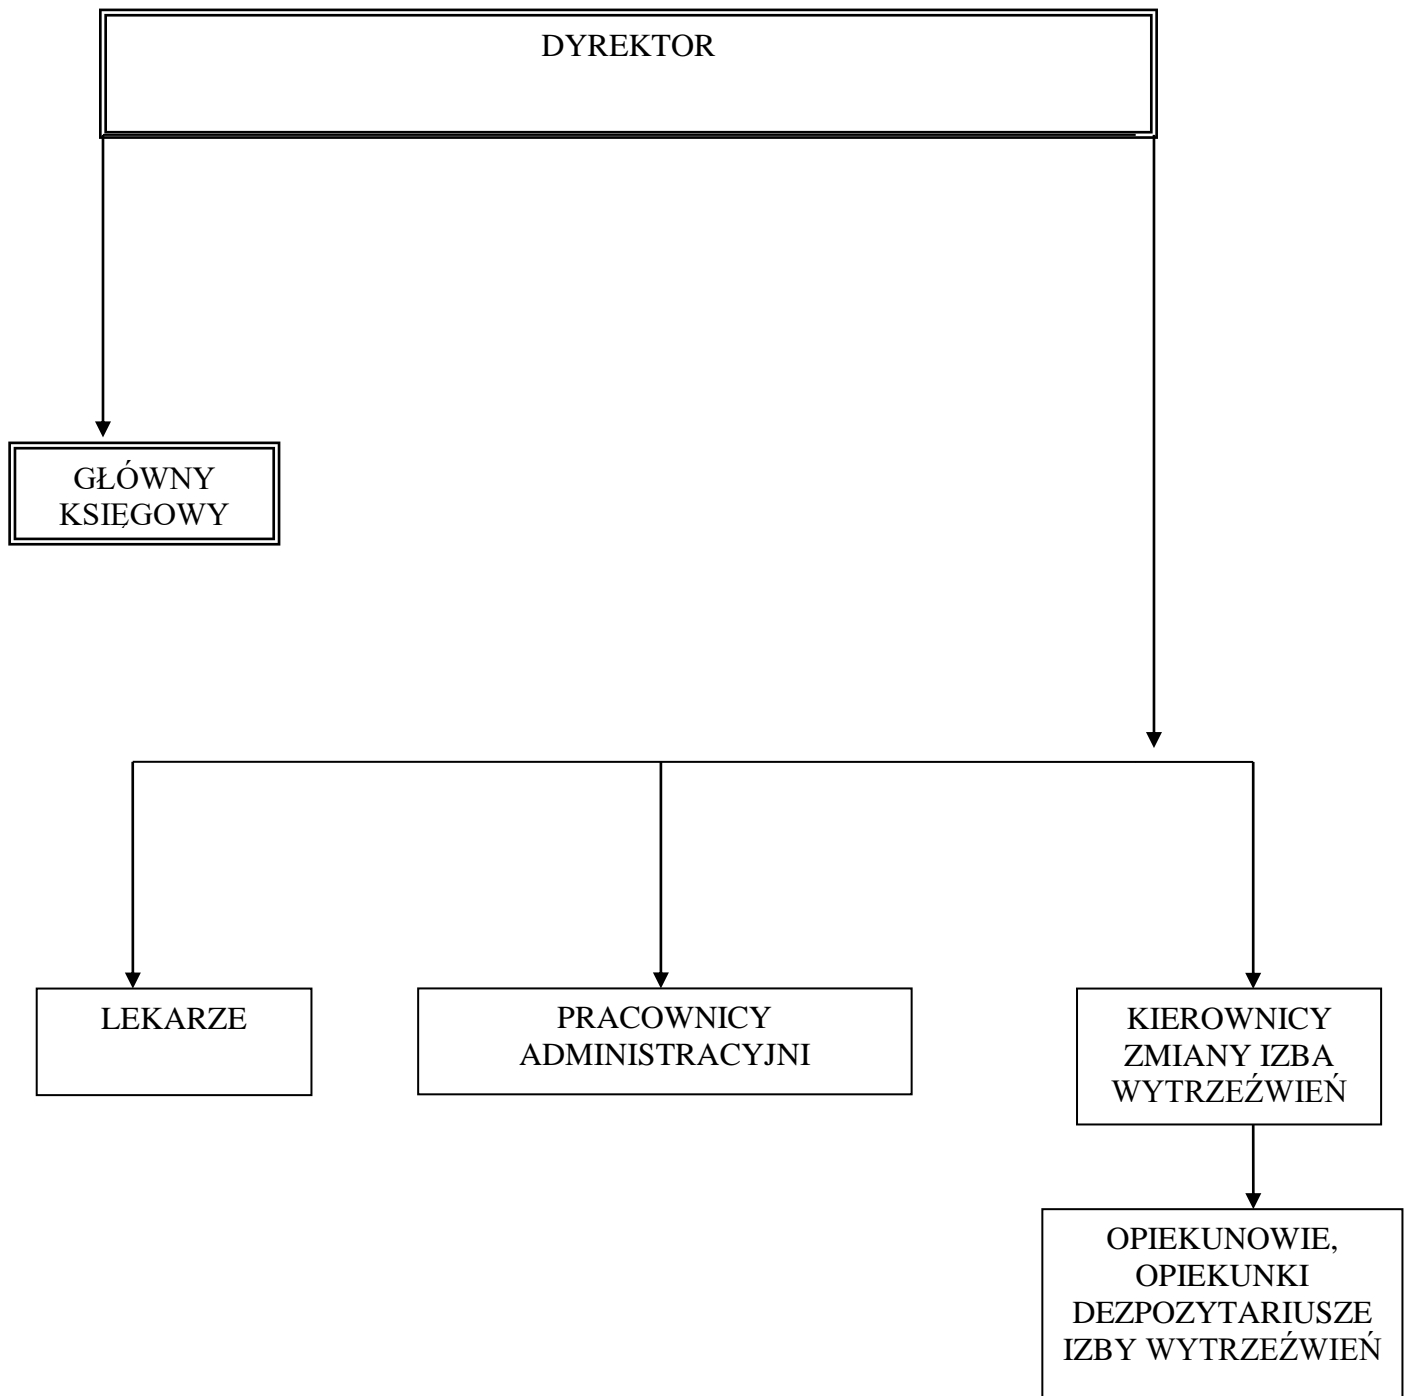 DYREKTOR
GŁÓWNY
KSIĘGOWY
LEKARZE
PRACOWNICY
ADMINISTRACYJNI
KIEROWNICY
ZMIANY IZBA
WYTRZEŹWIEŃ
OPIEKUNOWIE,
OPIEKUNKI
DEZPOZYTARIUSZE
IZBY WYTRZEŹWIEŃ